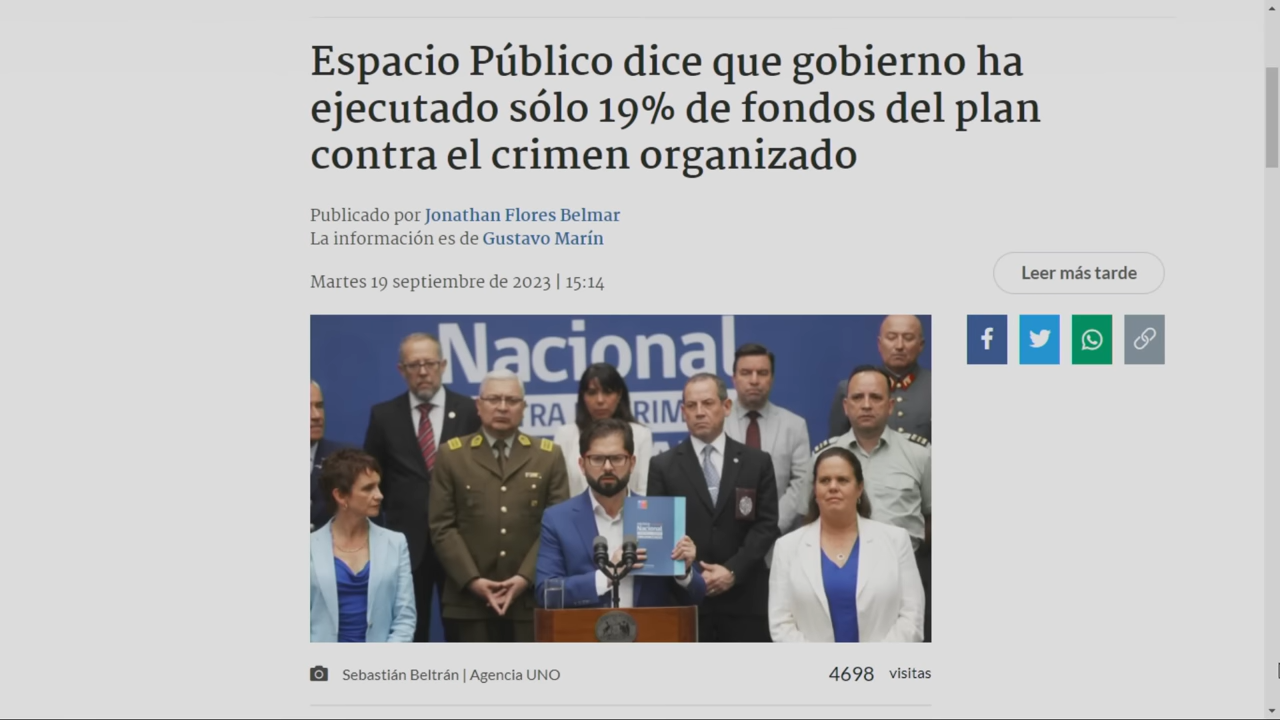 Espacio Público dice que gobierno ha
ejecutado sólo 19% de fondos del plan
contra el crimen organizado
Publicado por Jonathan Flores Belmar
La información es de Gustavo Marín
Martes 19 septiembre de 2023 | 15:14
Leer más tarde
Nacional
Nacional
Sebastián Beltrán | Agencia UNO
4698 visitas